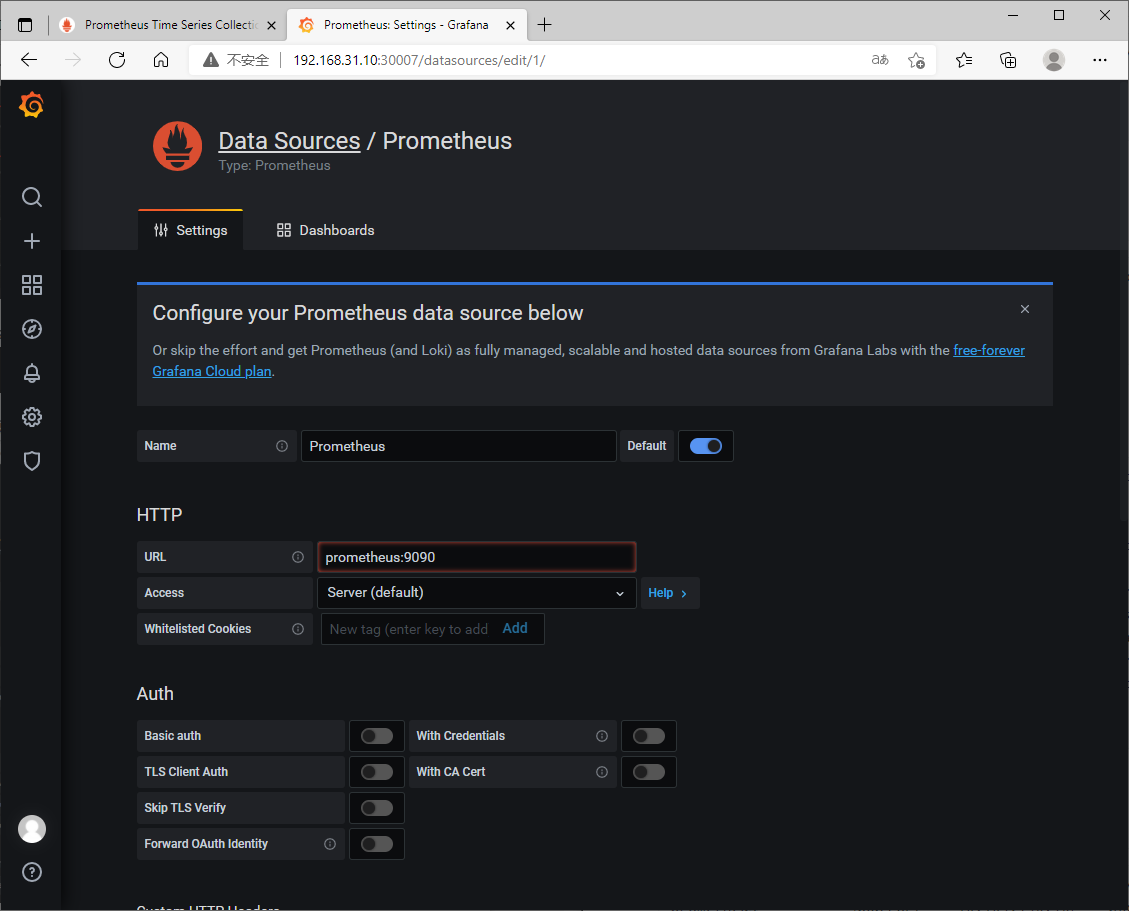 Prometheus Time Series Collectio
Prometheus: Settings - Grafana
不安全
192.168.31.10:30007/datasources/edit/1/
aあ
Data Sources / Prometheus
Type: Prometheus
Settings
Dashboards
Configure your Prometheus data source below
Or skip the effort and get Prometheus (and Loki) as fully managed, scalable and hosted data sources from Grafana Labs with the free-forever
Grafana Cloud plan.
Name
Prometheus
Default
HTTP
URL
prometheus:9090
Access
Server (default)
Help
Whitelisted Cookies
New tag (enter key to add
Add
Auth
Basic auth
With Credentials
TLS Client Auth
With CA Cert
Skip TLS Verify
Forward OAuth Identity
Custom HTTP Headers